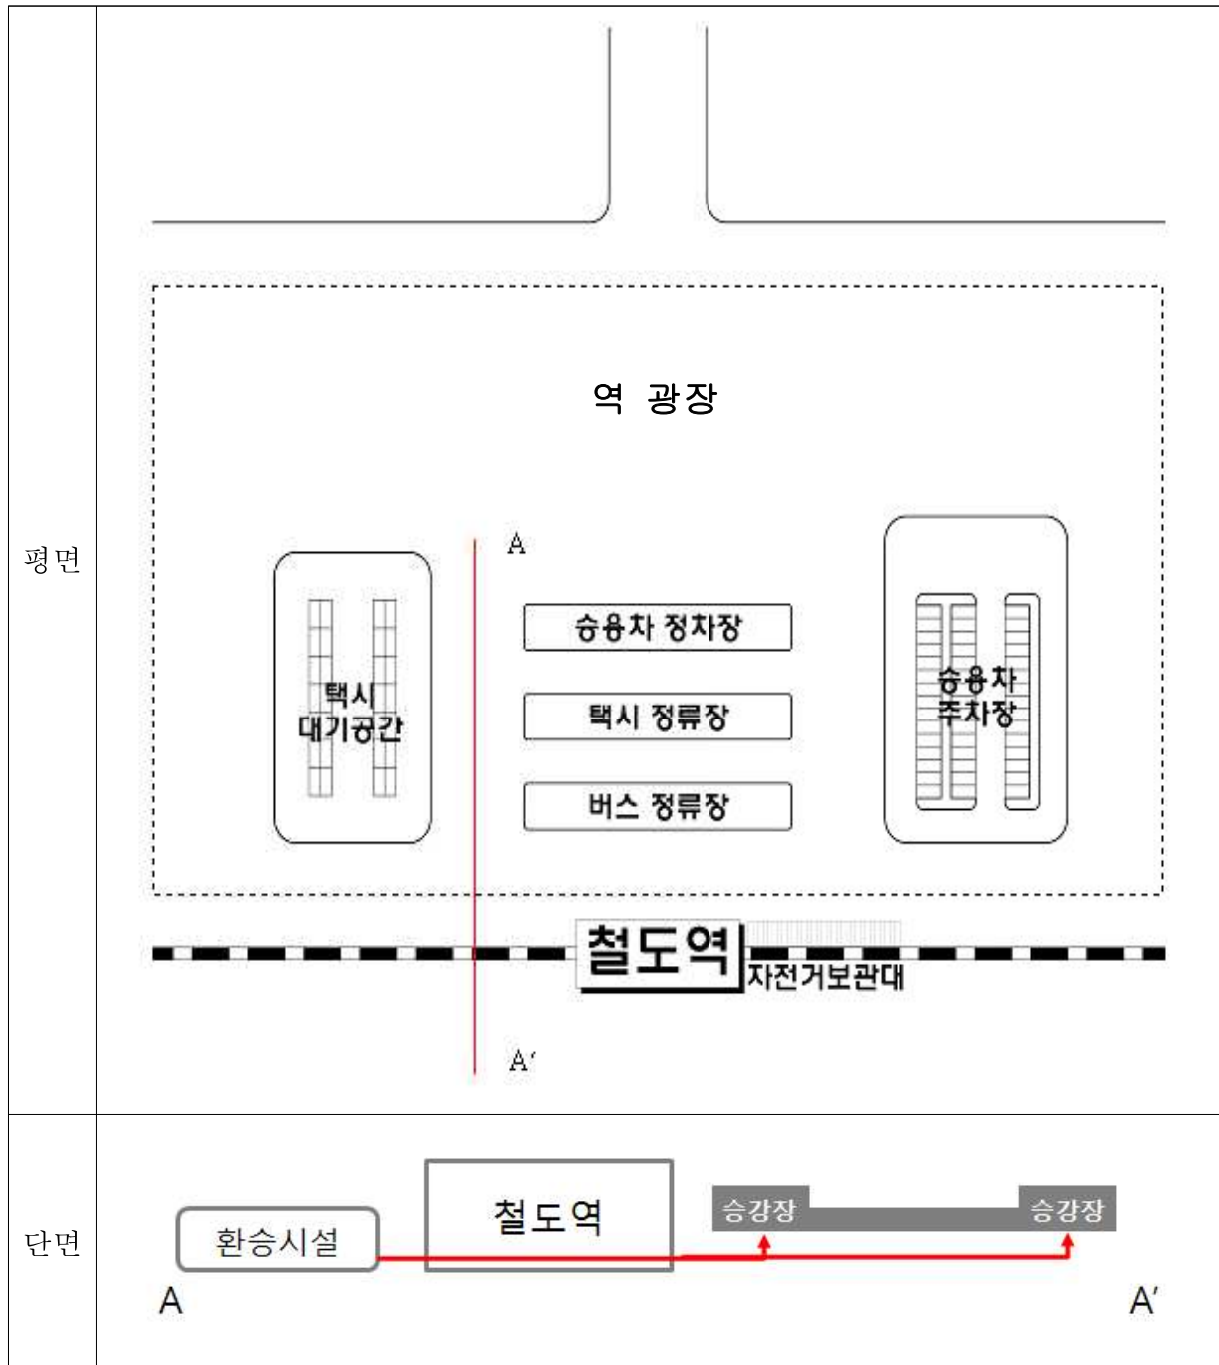 평면
역 광장
A
승용차 정차장
택시
대기공간
택시 정류장
승용차
주차장
버스 정류장
철도역
자전거보관대
A′
단면
환승시설
철도역
승강장
승강장
A
A′